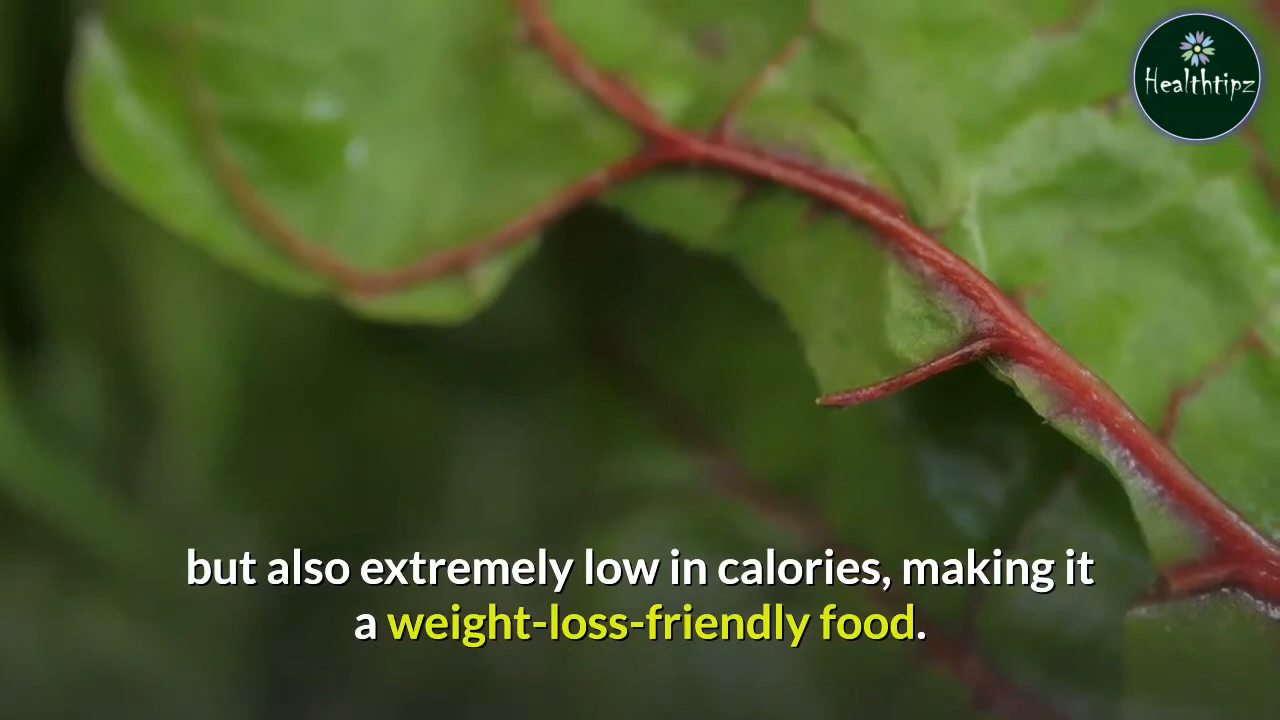 Healthtipz
but also extremely low in calories, making it
a weight-loss-friendly food.